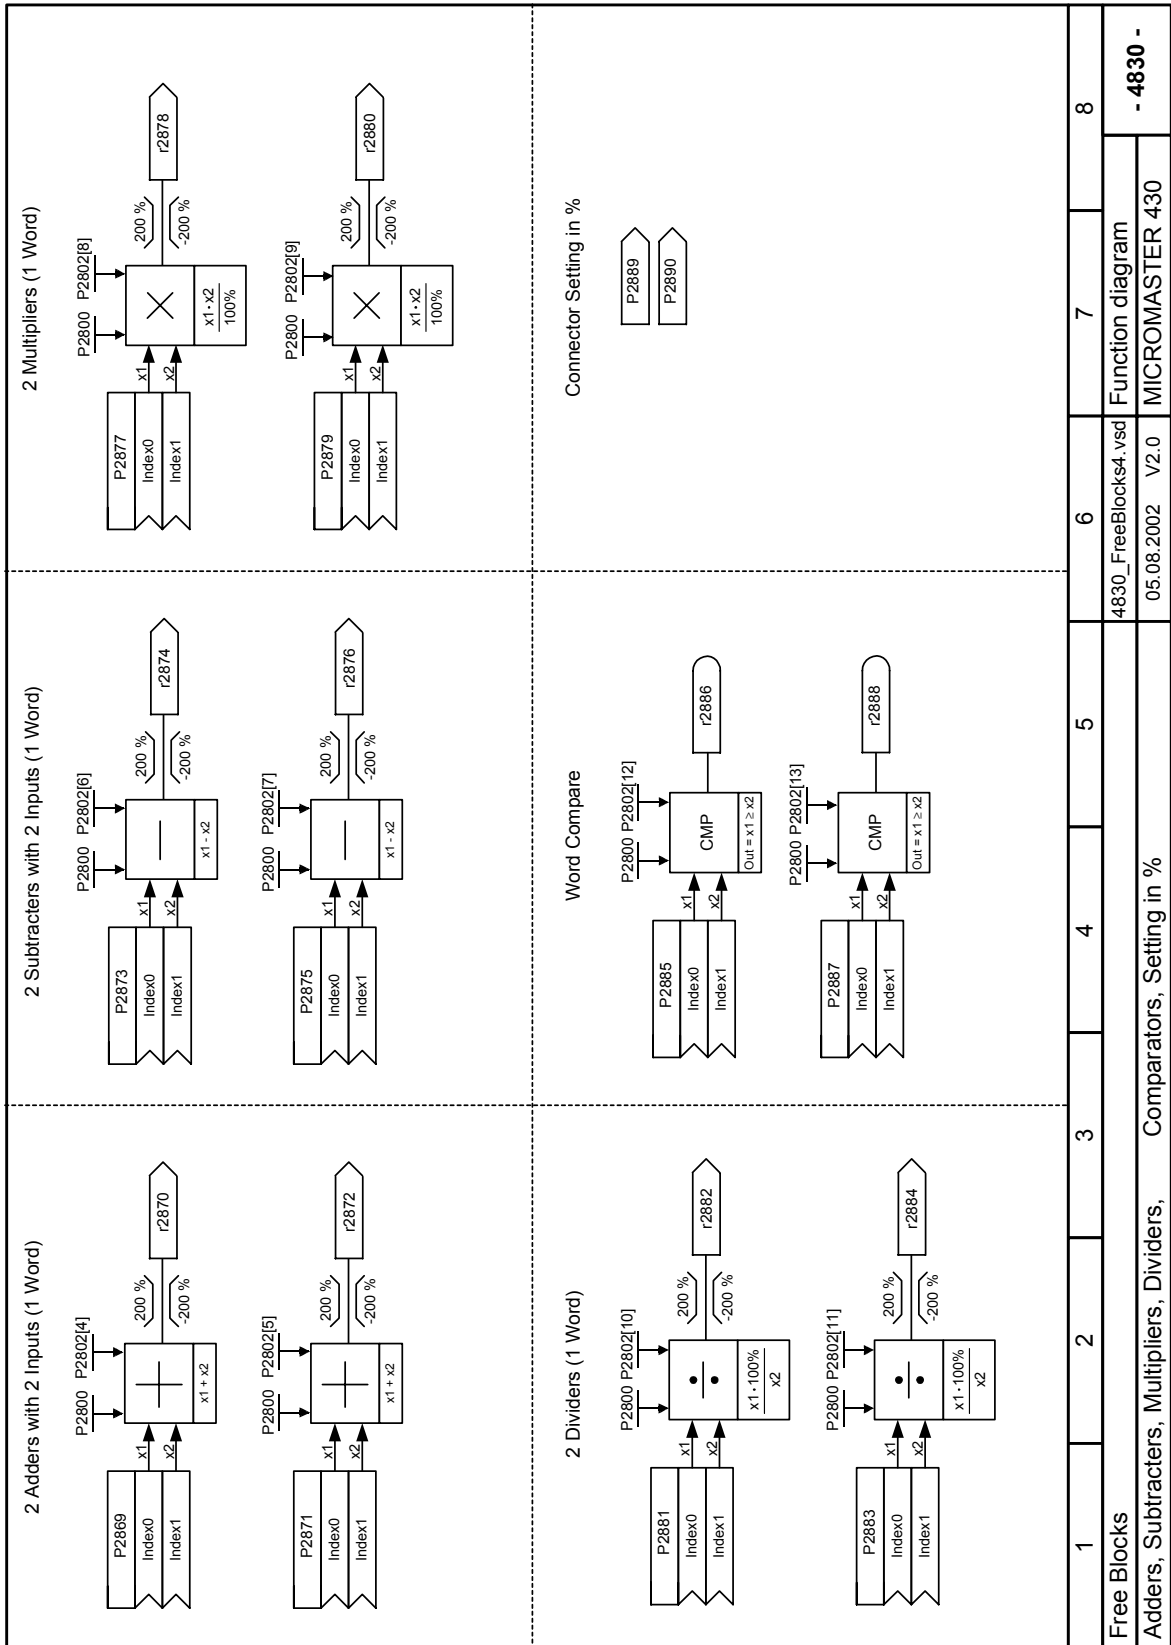 2 Adders with 2 Inputs (1 Word)
P2800 P2802[4]
P2869
Index0
Index1
x1
x2
x1 + x2
200 %
-200 %
r2870
P2800 P2802[5]
P2871
Index0
Index1
x1
x2
x1 + x2
200 %
-200 %
r2872
2 Subtracters with 2 Inputs (1 Word)
P2800 P2802[6]
P2873
Index0
Index1
x1
x2
x1 - x2
200 %
-200 %
r2874
P2800 P2802[7]
P2875
Index0
Index1
x1
x2
x1 - x2
200 %
-200 %
r2876
2 Multipliers (1 Word)
P2800 P2802[8]
P2877
Index0
Index1
x1
x2
x1·x2
100%
200 %
-200 %
r2878
P2800 P2802[9]
P2879
Index0
Index1
x1
x2
x1·x2
100%
200 %
-200 %
r2880
2 Dividers (1 Word)
P2800 P2802[10]
P2881
Index0
Index1
x1
x2
x1·100%
x2
200 %
-200 %
r2882
P2800 P2802[11]
P2883
Index0
Index1
x1
x2
x1·100%
x2
200 %
-200 %
r2884
Word Compare
P2800 P2802[12]
P2885
Index0
Index1
x1
x2
CMP
Out = x1 ≥ x2
r2886
P2800 P2802[13]
P2887
Index0
Index1
x1
x2
CMP
Out = x1 ≥ x2
r2888
Connector Setting in %
P2889
P2890
1 2 3 4 5 6 7 8
Free Blocks 4830_FreeBlocks4.vsd Function diagram - 4830 -
Adders, Subtracters, Multipliers, Dividers, Comparators, Setting in % 05.08.2002 V2.0 MICROMASTER 430